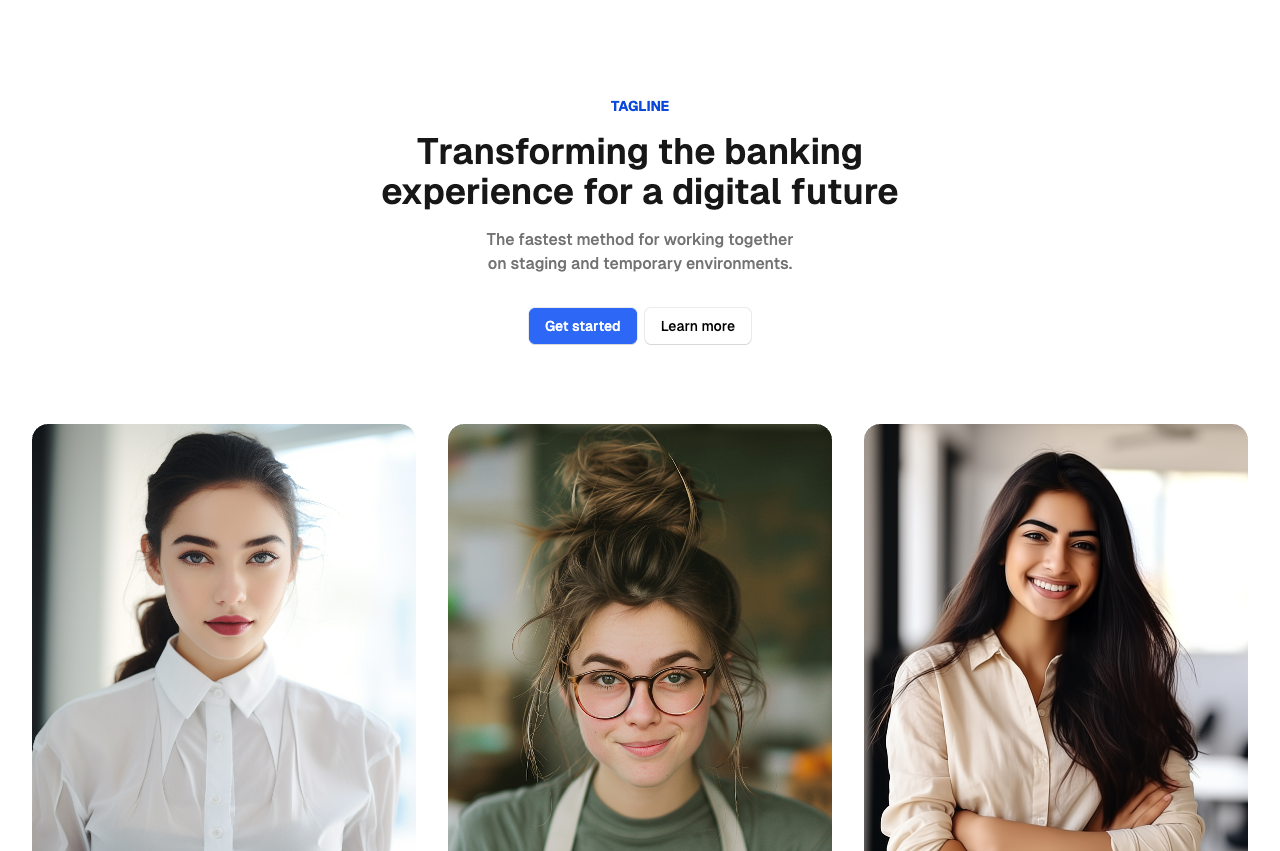 TAGLINE
Transforming the banking
experience for a digital future
The fastest method for working together
on staging and temporary environments.
Get started
Learn more